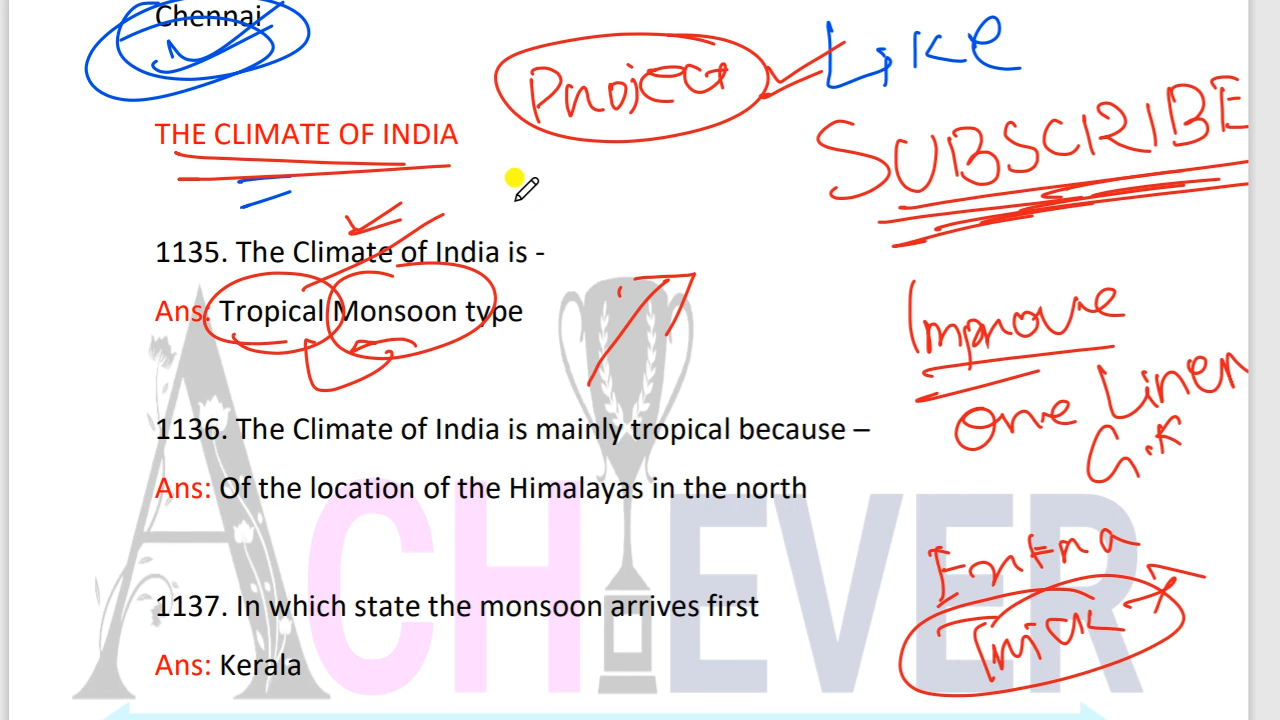 Chennai
Project
Like
SUBSCRIBE
THE CLIMATE OF INDIA
1135. The Climate of India is -
Ans: Tropical Monsoon type
Improve
One Liner
G.K
1136. The Climate of India is mainly tropical because –
Ans: Of the location of the Himalayas in the north
Extra
1137. In which state the monsoon arrives first
Ans: Kerala
ACHIEVER